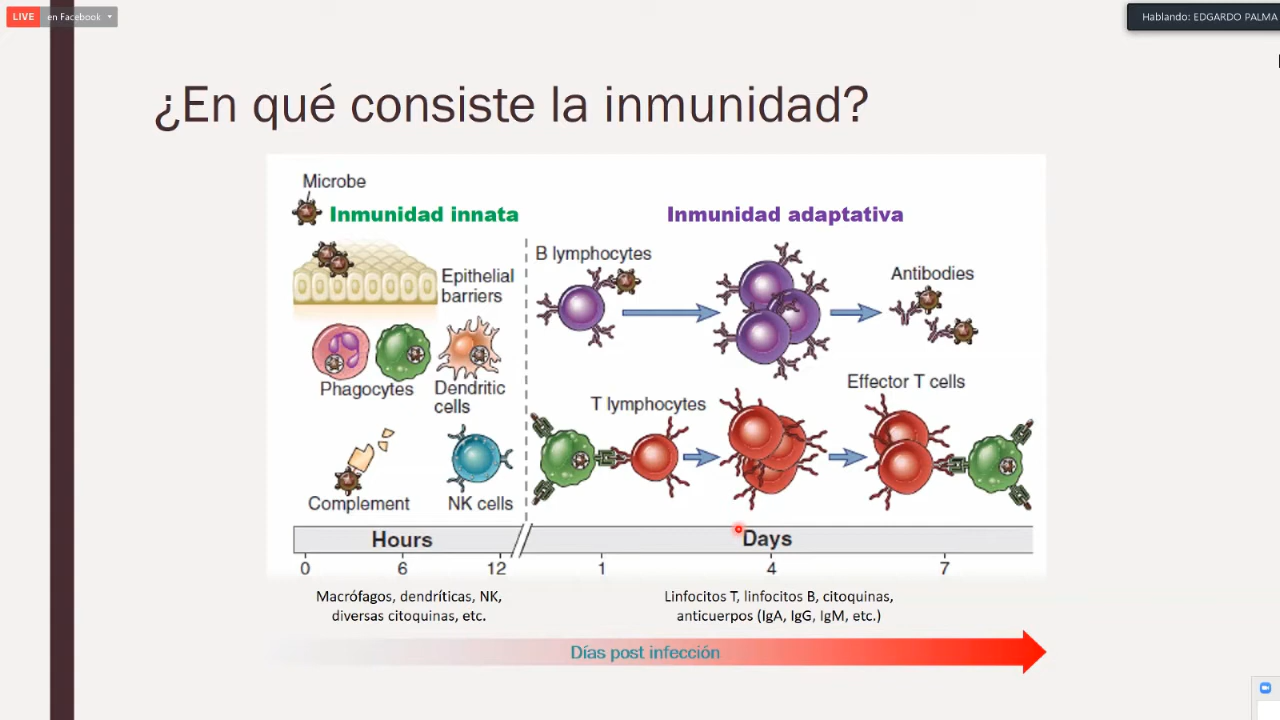 LIVE en Facebook
Hablando: EDGARDO PALMA
¿En qué consiste la inmunidad?
Microbe
Inmunidad innata
Inmunidad adaptativa
Epithelial
barriers
Phagocytes
Dendritic
cells
Complement
NK cells
B lymphocytes
Antibodies
T lymphocytes
Effector T cells
Hours
Days
0 6 12 1 4 7
Macrófagos, dendríticas, NK,
diversas citoquinas, etc.
Linfocitos T, linfocitos B, citoquinas,
anticuerpos (IgA, IgG, IgM, etc.)
Días post infección